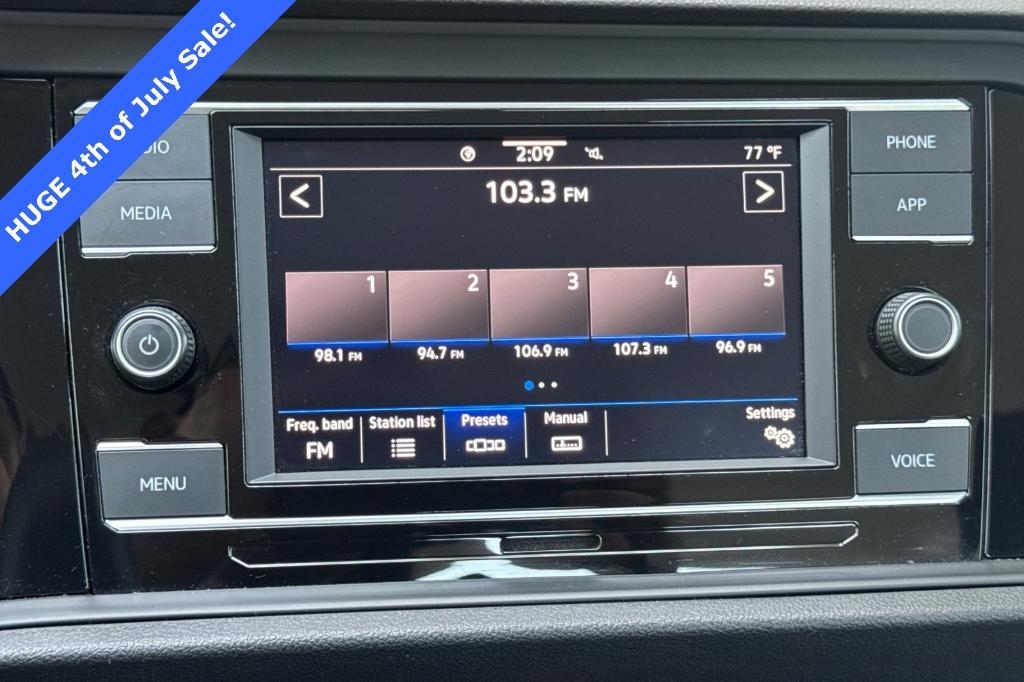 HUGE 4th of July Sale!
MEDIA
MENU
2:09
77 °F
<
103.3 FM
>
1
2
3
4
5
98.1 FM
94.7 FM
106.9 FM
107.3 FM
96.9 FM
Freq. band
FM
Station list
Presets
Manual
Settings
PHONE
APP
VOICE